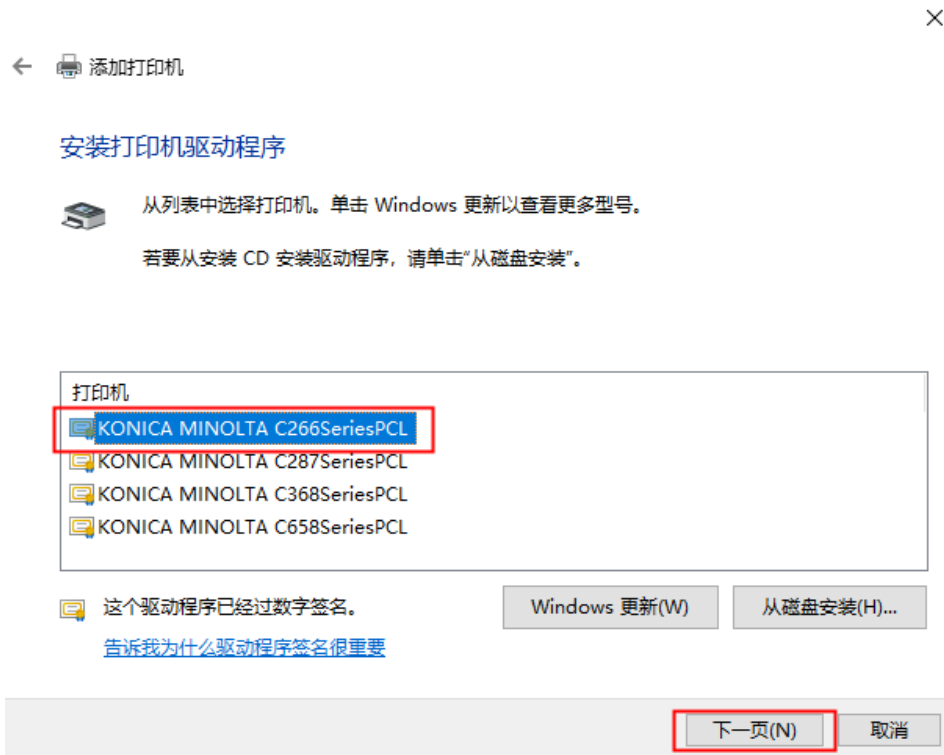 添加打印机
安装打印机驱动程序
从列表中选择打印机。单击 Windows 更新以查看更多型号。
若要从安装 CD 安装驱动程序，请单击“从磁盘安装”。
打印机
KONICA MINOLTA C266SeriesPCL
KONICA MINOLTA C287SeriesPCL
KONICA MINOLTA C368SeriesPCL
KONICA MINOLTA C658SeriesPCL
这个驱动程序已经过数字签名。
Windows 更新(W)
从磁盘安装(H)...
告诉我为什么驱动程序签名很重要
下一页(N)
取消